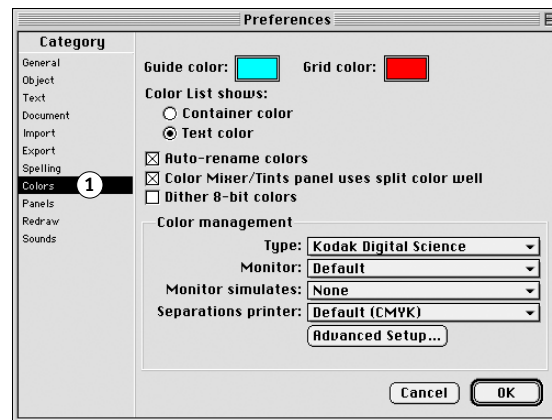 Preferences
Category
General
Object
Text
Document
Import
Export
Spelling
Colors 1
Panels
Redraw
Sounds
Guide color: Grid color:
Color List shows:
Container color
Text color
Auto-rename colors
Color Mixer/Tints panel uses split color well
Dither 8-bit colors
Color management
Type: Kodak Digital Science
Monitor: Default
Monitor simulates: None
Separations printer: Default (CMYK)
Advanced Setup...
Cancel OK